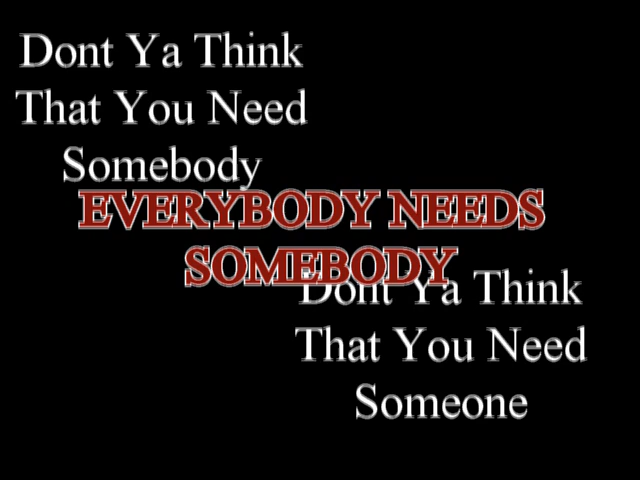 Dont Ya Think
That You Need
Somebody
EVERYBODY NEEDS
SOMEBODY
Dont Ya Think
That You Need
Someone